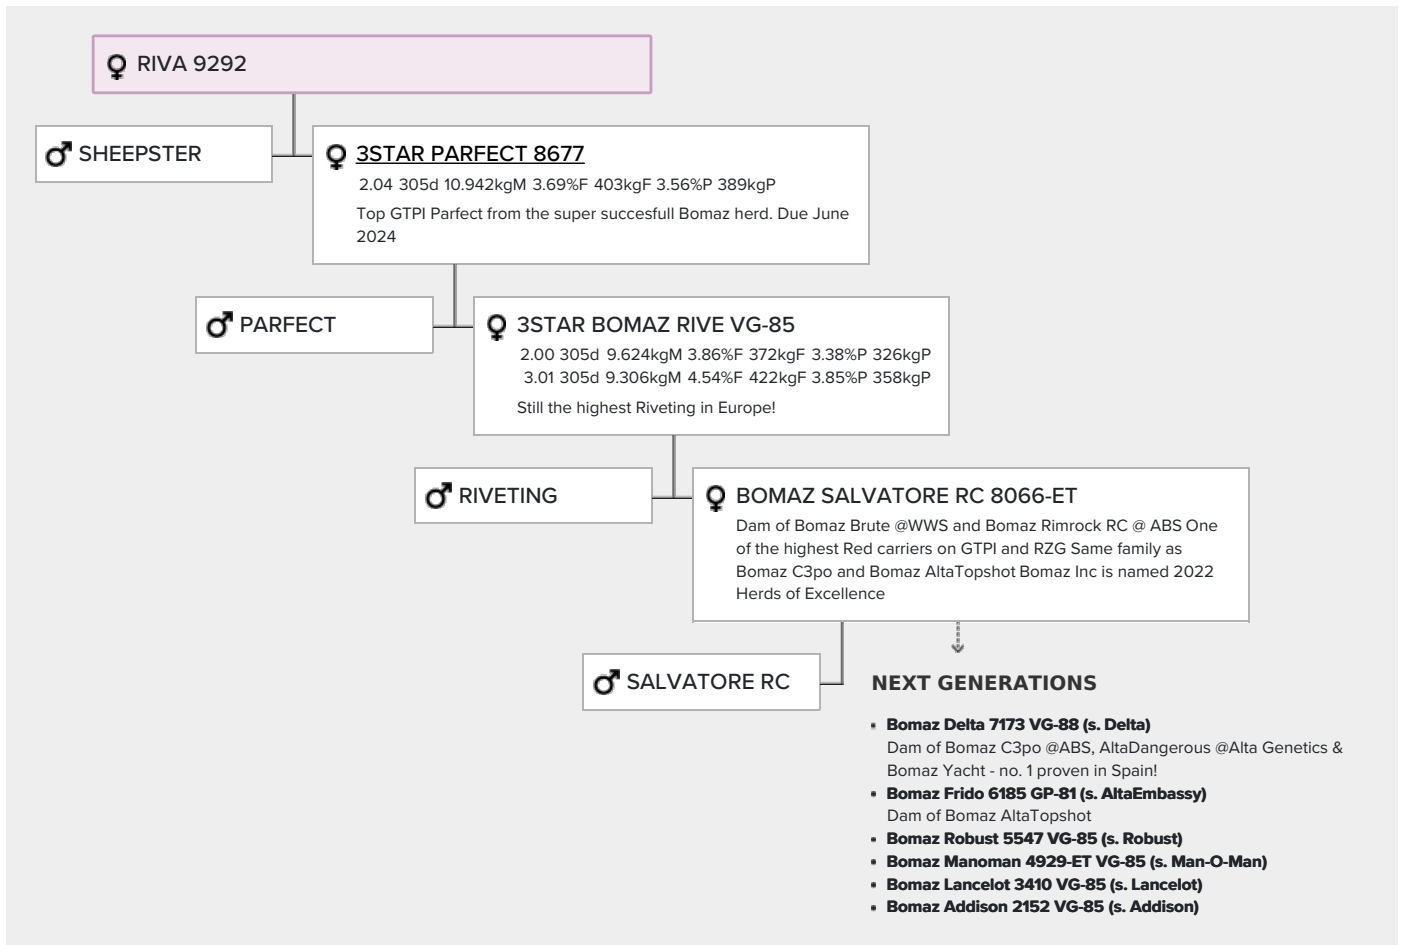 RIVA 9292
SHEEPSTER
3STAR PARFECT 8677
2.04 305d 10.942kgM 3.69%F 403kgF 3.56%P 389kgP
Top GTPI Parfect from the super succesfull Bomaz herd. Due June
2024
PARFECT
3STAR BOMAZ RIVE VG-85
2.00 305d 9.624kgM 3.86%F 372kgF 3.38%P 326kgP
3.01 305d 9.306kgM 4.54%F 422kgF 3.85%P 358kgP
Still the highest Riveting in Europe!
RIVETING
BOMAZ SALVATORE RC 8066-ET
Dam of Bomaz Brute @WWS and Bomaz Rimrock RC @ ABS One
of the highest Red carriers on GTPI and RZG Same family as
Bomaz C3po and Bomaz AltaTopshot Bomaz Inc is named 2022
Herds of Excellence
SALVATORE RC
NEXT GENERATIONS
Bomaz Delta 7173 VG-88 (s. Delta)
Dam of Bomaz C3po @ABS, AltaDangerous @Alta Genetics &
Bomaz Yacht - no. 1 proven in Spain!
Bomaz Frido 6185 GP-81 (s. AltaEmbassy)
Dam of Bomaz AltaTopshot
Bomaz Robust 5547 VG-85 (s. Robust)
Bomaz Manoman 4929-ET VG-85 (s. Man-O-Man)
Bomaz Lancelot 3410 VG-85 (s. Lancelot)
Bomaz Addison 2152 VG-85 (s. Addison)